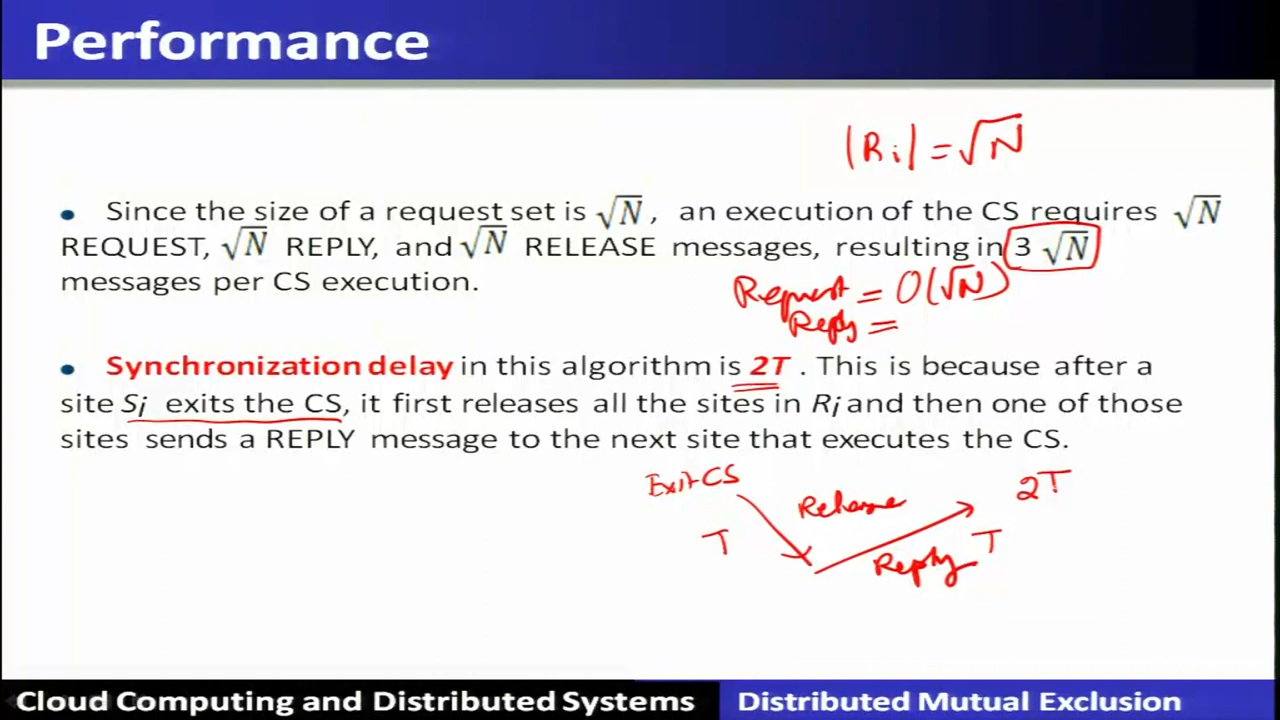 Performance
|Ri| = √N
• Since the size of a request set is √N , an execution of the CS requires √N
REQUEST, √N REPLY, and √N RELEASE messages, resulting in 3 √N
messages per CS execution.
Request = O(√N)
Reply =
• Synchronization delay in this algorithm is 2T . This is because after a
site Si exits the CS, it first releases all the sites in Ri and then one of those
sites sends a REPLY message to the next site that executes the CS.
Exit CS
Release
2T
T
Reply
T
Cloud Computing and Distributed Systems
Distributed Mutual Exclusion